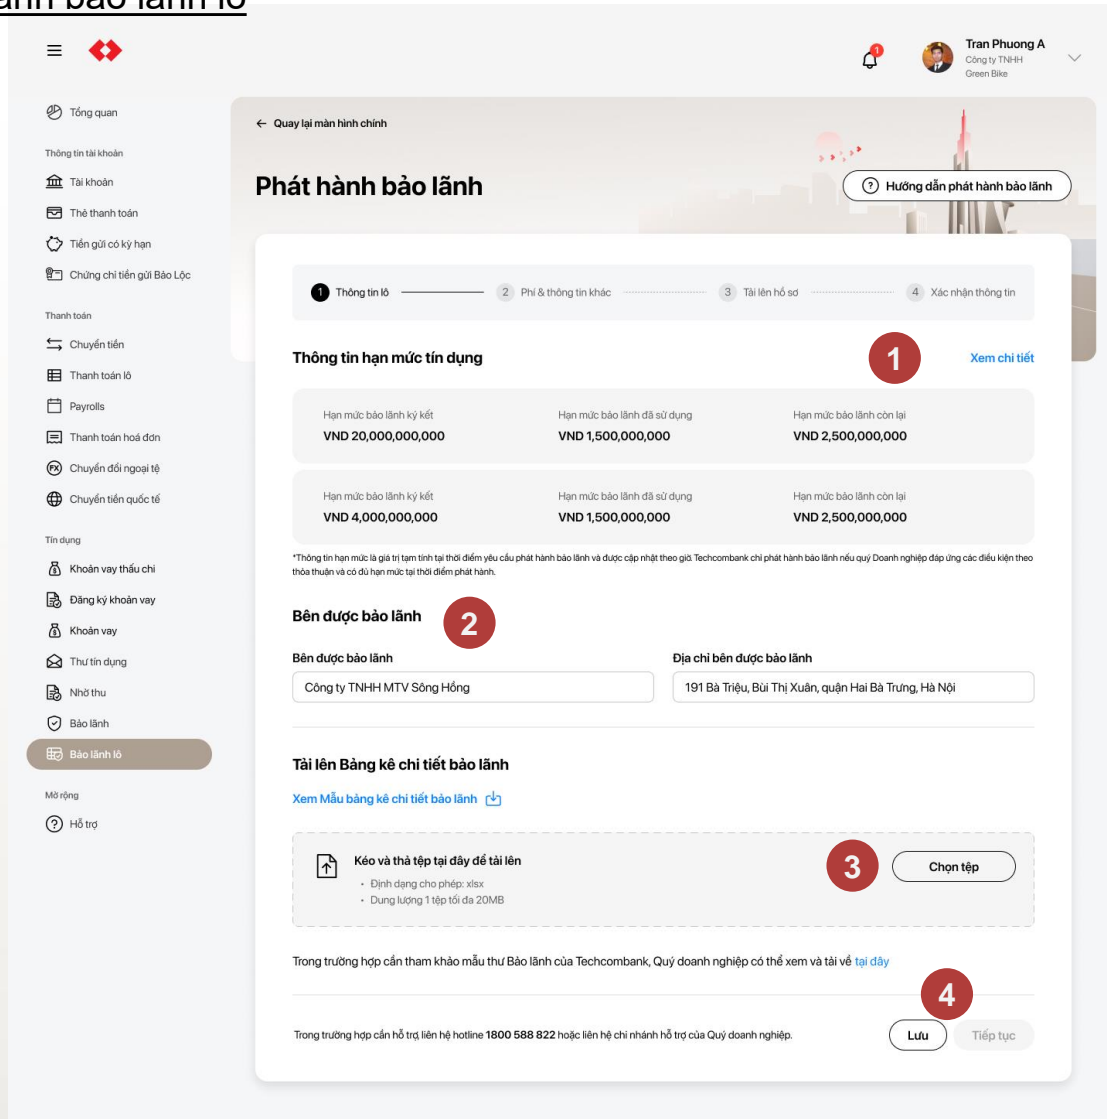 bảo lãnh lô
1
Tran Phuong A
Công ty TNHH
Green Bike
Tổng quan
Thông tin tài khoản
Tài khoản
Thẻ thanh toán
Tiền gửi có kỳ hạn
Chứng chỉ tiền gửi Bảo Lộc
Thanh toán
Chuyển tiền
Thanh toán lô
Payrolls
Thanh toán hoá đơn
FX
Chuyển đổi ngoại tệ
Chuyển tiền quốc tế
Tín dụng
Khoản vay thấu chi
Đăng ký khoản vay
Khoản vay
Thư tín dụng
Nhờ thu
Bảo lãnh
Bảo lãnh lô
Mở rộng
Hỗ trợ
Quay lại màn hình chính
Phát hành bảo lãnh
Hướng dẫn phát hành bảo lãnh
1 Thông tin lô 2 Phí & thông tin khác 3 Tải lên hồ sơ 4 Xác nhận thông tin
Thông tin hạn mức tín dụng 1 Xem chi tiết
Hạn mức bảo lãnh ký kết Hạn mức bảo lãnh đã sử dụng Hạn mức bảo lãnh còn lại
VND 20,000,000,000 VND 1,500,000,000 VND 2,500,000,000
Hạn mức bảo lãnh ký kết Hạn mức bảo lãnh đã sử dụng Hạn mức bảo lãnh còn lại
VND 4,000,000,000 VND 1,500,000,000 VND 2,500,000,000
*Thông tin hạn mức là giá trị tạm tính tại thời điểm yêu cầu phát hành bảo lãnh và được cập nhật theo giờ. Techcombank chỉ phát hành bảo lãnh nếu quý Doanh nghiệp đáp ứng các điều kiện theo
thỏa thuận và có đủ hạn mức tại thời điểm phát hành.
Bên được bảo lãnh 2
Bên được bảo lãnh Địa chỉ bên được bảo lãnh
Công ty TNHH MTV Sông Hồng 191 Bà Triệu, Bùi Thị Xuân, quận Hai Bà Trưng, Hà Nội
Tải lên Bảng kê chi tiết bảo lãnh
Xem Mẫu bảng kê chi tiết bảo lãnh
Kéo và thả tệp tại đây để tải lên 3 Chọn tệp
• Định dạng cho phép: xlsx
• Dung lượng 1 tệp tối đa 20MB
Trong trường hợp cần tham khảo mẫu thư Bảo lãnh của Techcombank, Quý doanh nghiệp có thể xem và tải về tại đây
4
Trong trường hợp cần hỗ trợ, liên hệ hotline 1800 588 822 hoặc liên hệ chi nhánh hỗ trợ của Quý doanh nghiệp. Lưu Tiếp tục